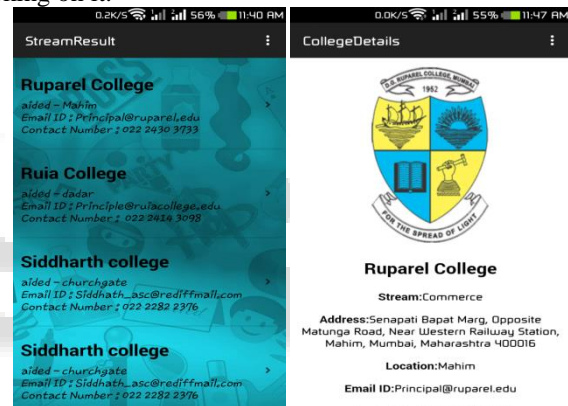 0.2K/S 56% 11:40 AM
StreamResult
Ruparel College
aided - Mahim
Email ID : Principal@ruparel.edu
Contact Number : 022 2430 3733
Ruia College
aided - dadar
Email ID : Principle@ruiacollege.edu
Contact Number : 022 2414 3098
Siddharth college
aided - churchgate
Email ID : Siddhath_asc@rediffmail.com
Contact Number : 022 2282 2376
Siddharth college
aided - churchgate
Email ID : Siddhath_asc@rediffmail.com
Contact Number : 022 2282 2376
0.0K/S 55% 11:47 AM
CollegeDetails
D.G. RUPAREL COLLEGE, MUMBAI
1952
FOR THE SPREAD OF LIGHT
Ruparel College
Stream:Commerce
Address:Senapati Bapat Marg, Opposite
Matunga Road, Near Western Railway Station,
Mahim, Mumbai, Maharashtra 400016
Location:Mahim
Email ID:Principal@ruparel.edu